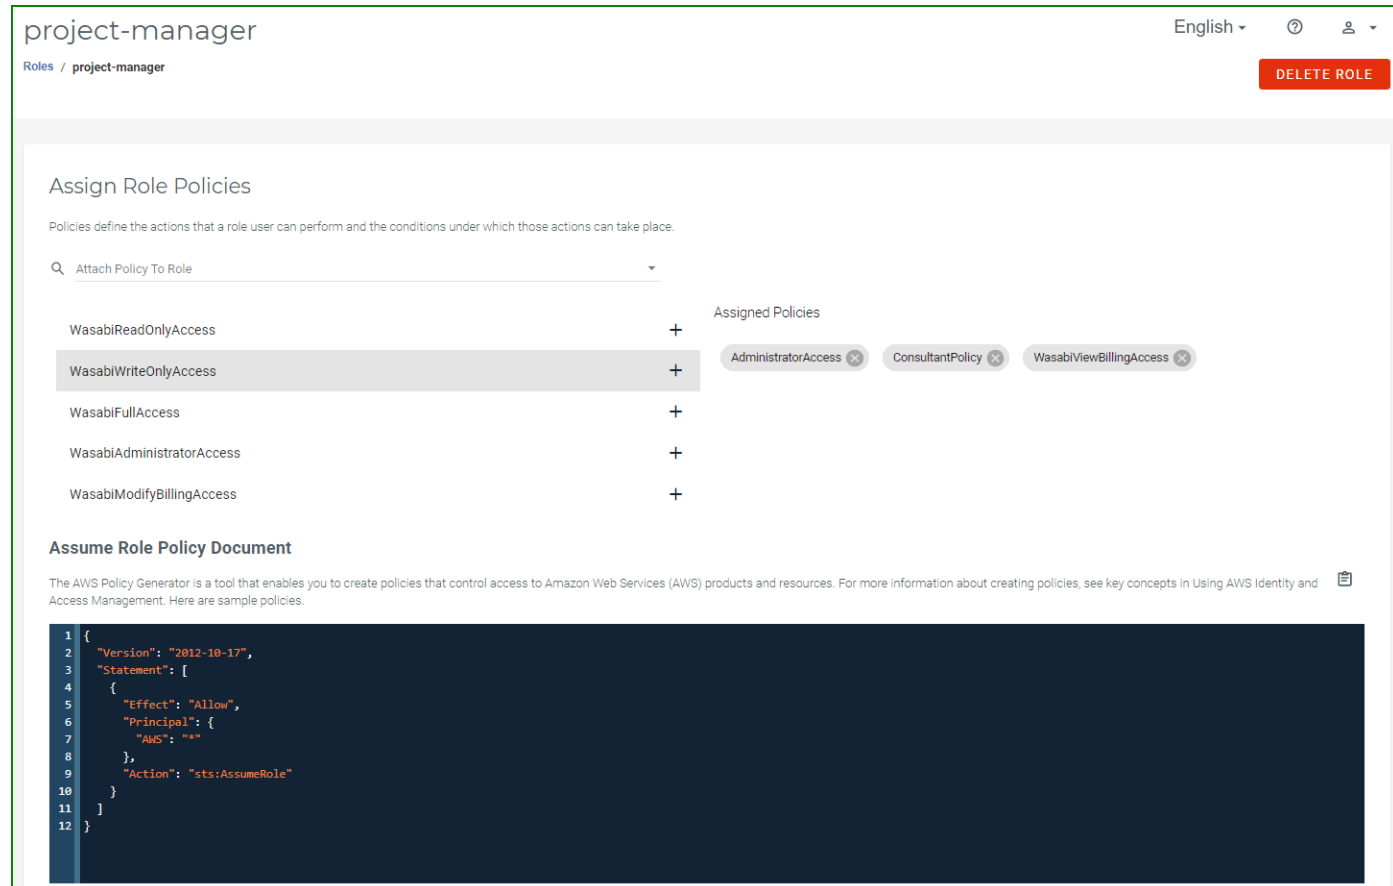 project-manager
English
Roles / project-manager
DELETE ROLE
Assign Role Policies
Policies define the actions that a role user can perform and the conditions under which those actions can take place.
Attach Policy To Role
Assigned Policies
WasabiReadOnlyAccess
WasabiWriteOnlyAccess
WasabiFullAccess
WasabiAdministratorAccess
WasabiModifyBillingAccess
AdministratorAccess
ConsultantPolicy
WasabiViewBillingAccess
Assume Role Policy Document
The AWS Policy Generator is a tool that enables you to create policies that control access to Amazon Web Services (AWS) products and resources. For more information about creating policies, see key concepts in Using AWS Identity and
Access Management. Here are sample policies.
1 {
2   "Version": "2012-10-17",
3   "Statement": [
4     {
5       "Effect": "Allow",
6       "Principal": {
7         "AWS": "*"
8       },
9       "Action": "sts:AssumeRole"
10     }
11   ]
12 }